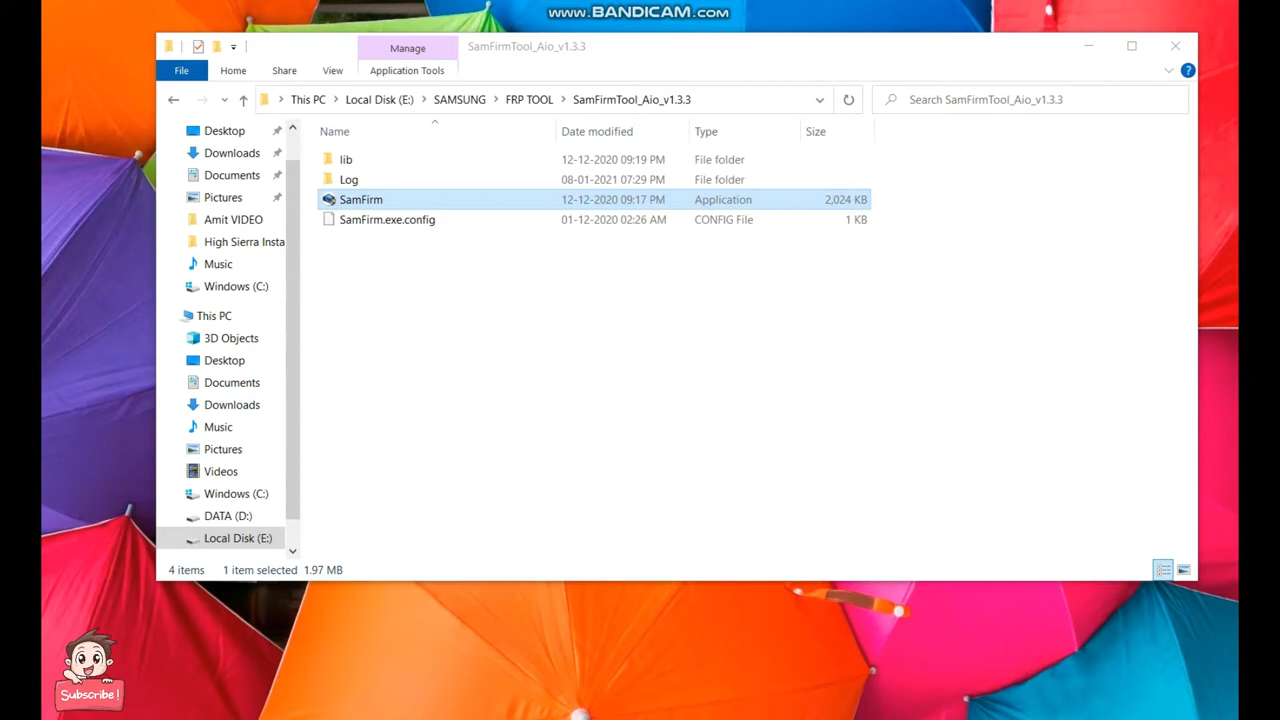 www.BANDICAM.com
Manage
SamFirmTool_Aio_v1.3.3
File
Home
Share
View
Application Tools
This PC
Local Disk (E:)
SAMSUNG
FRP TOOL
SamFirmTool_Aio_v1.3.3
Search SamFirmTool_Aio_v1.3.3
Name
Date modified
Type
Size
lib
12-12-2020 09:19 PM
File folder
Log
08-01-2021 07:29 PM
File folder
SamFirm
12-12-2020 09:17 PM
Application
2,024 KB
SamFirm.exe.config
01-12-2020 02:26 AM
CONFIG File
1 KB
Desktop
Downloads
Documents
Pictures
Amit VIDEO
High Sierra Insta
Music
Windows (C:)
This PC
3D Objects
Desktop
Documents
Downloads
Music
Pictures
Videos
Windows (C:)
DATA (D:)
Local Disk (E:)
4 items
1 item selected 1.97 MB
Subscribe!